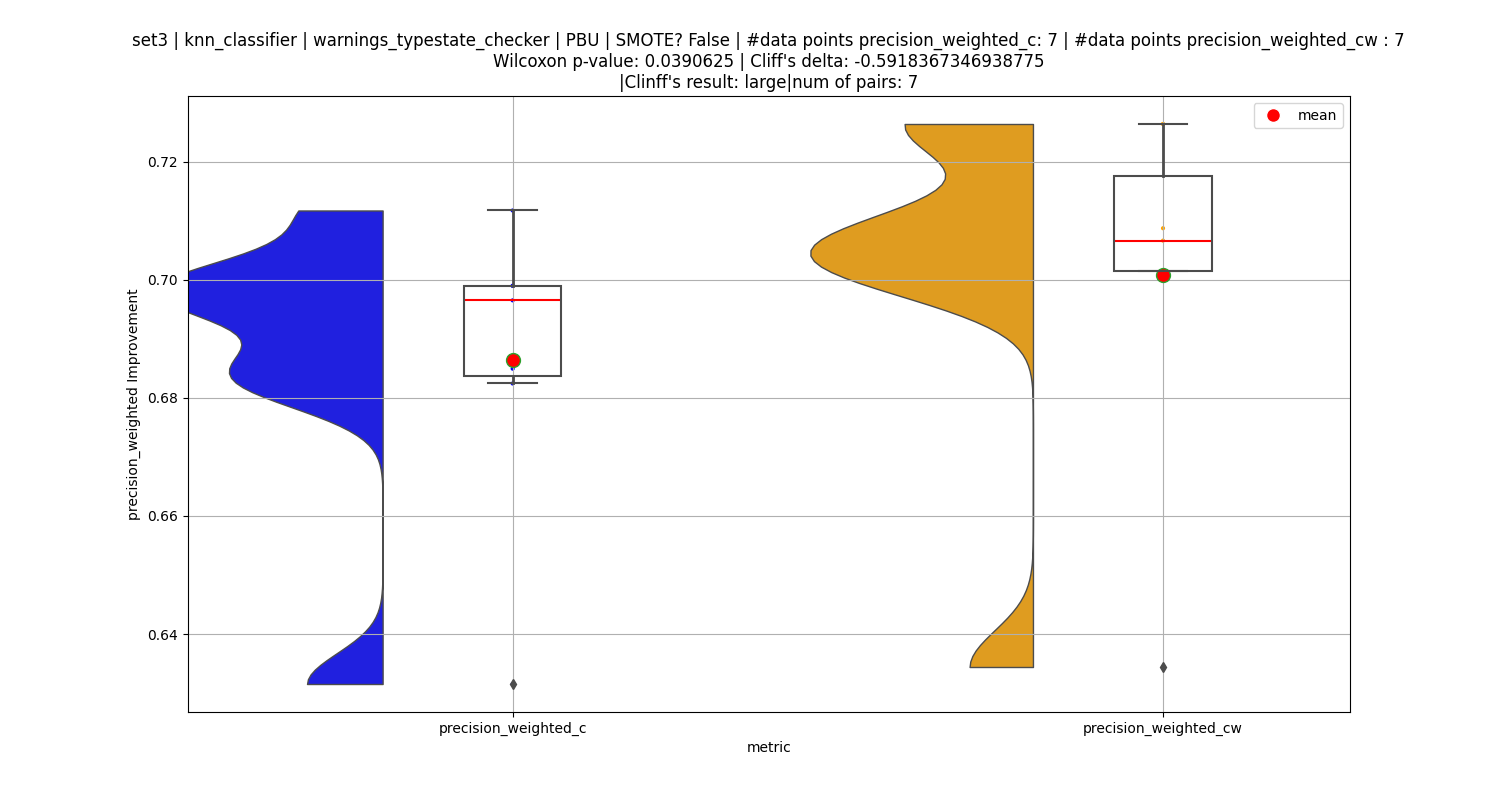 set3 | knn_classifier | warnings_typestate_checker | PBU | SMOTE? False | #data points precision_weighted_c: 7 | #data points precision_weighted_cw : 7
Wilcoxon p-value: 0.0390625 | Cliff's delta: -0.5918367346938775
|Clinff's result: large|num of pairs: 7
mean
0.72
0.70
0.68
0.66
0.64
precision_weighted Improvement
precision_weighted_c
precision_weighted_cw
metric